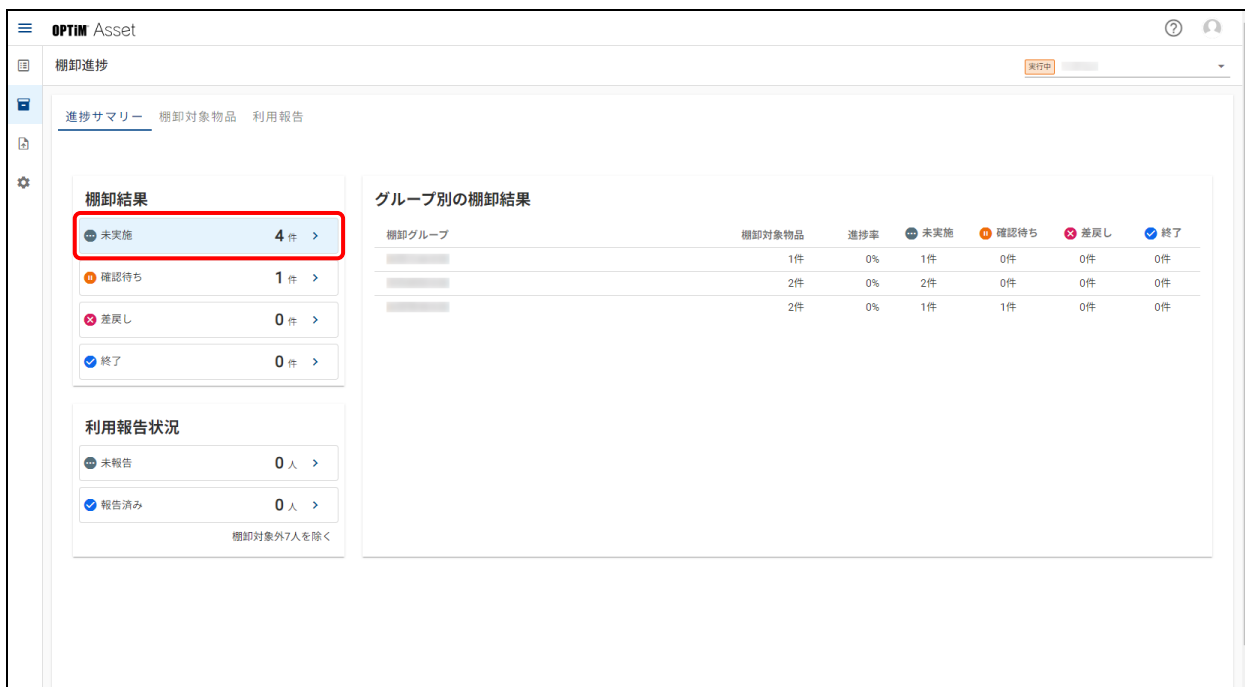 OPTiM Asset
棚卸進捗 実行中
進捗サマリー 棚卸対象物品 利用報告
棚卸結果
未実施 4 件
確認待ち 1 件
差戻し 0 件
終了 0 件
利用報告状況
未報告 0 人
報告済み 0 人
棚卸対象外7人を除く
グループ別の棚卸結果
棚卸グループ 棚卸対象物品 進捗率 未実施 確認待ち 差戻し 終了
1件 0% 1件 0件 0件 0件
2件 0% 2件 0件 0件 0件
2件 0% 1件 1件 0件 0件